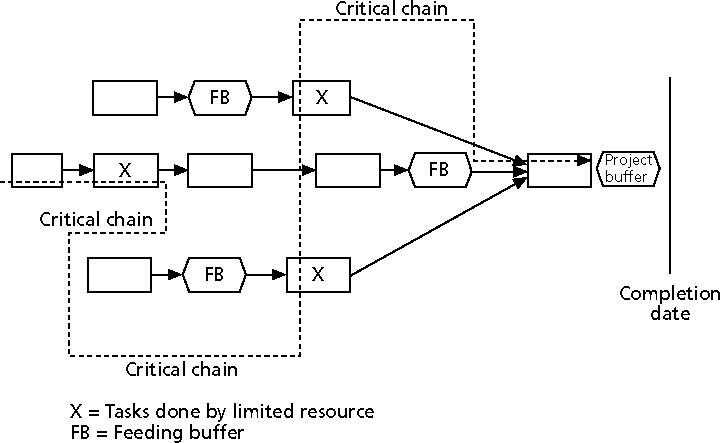 Critical chain
FB
X
X
FB
Project
buffer
Critical chain
FB
X
Completion
date
Critical chain
X = Tasks done by limited resource
FB = Feeding buffer